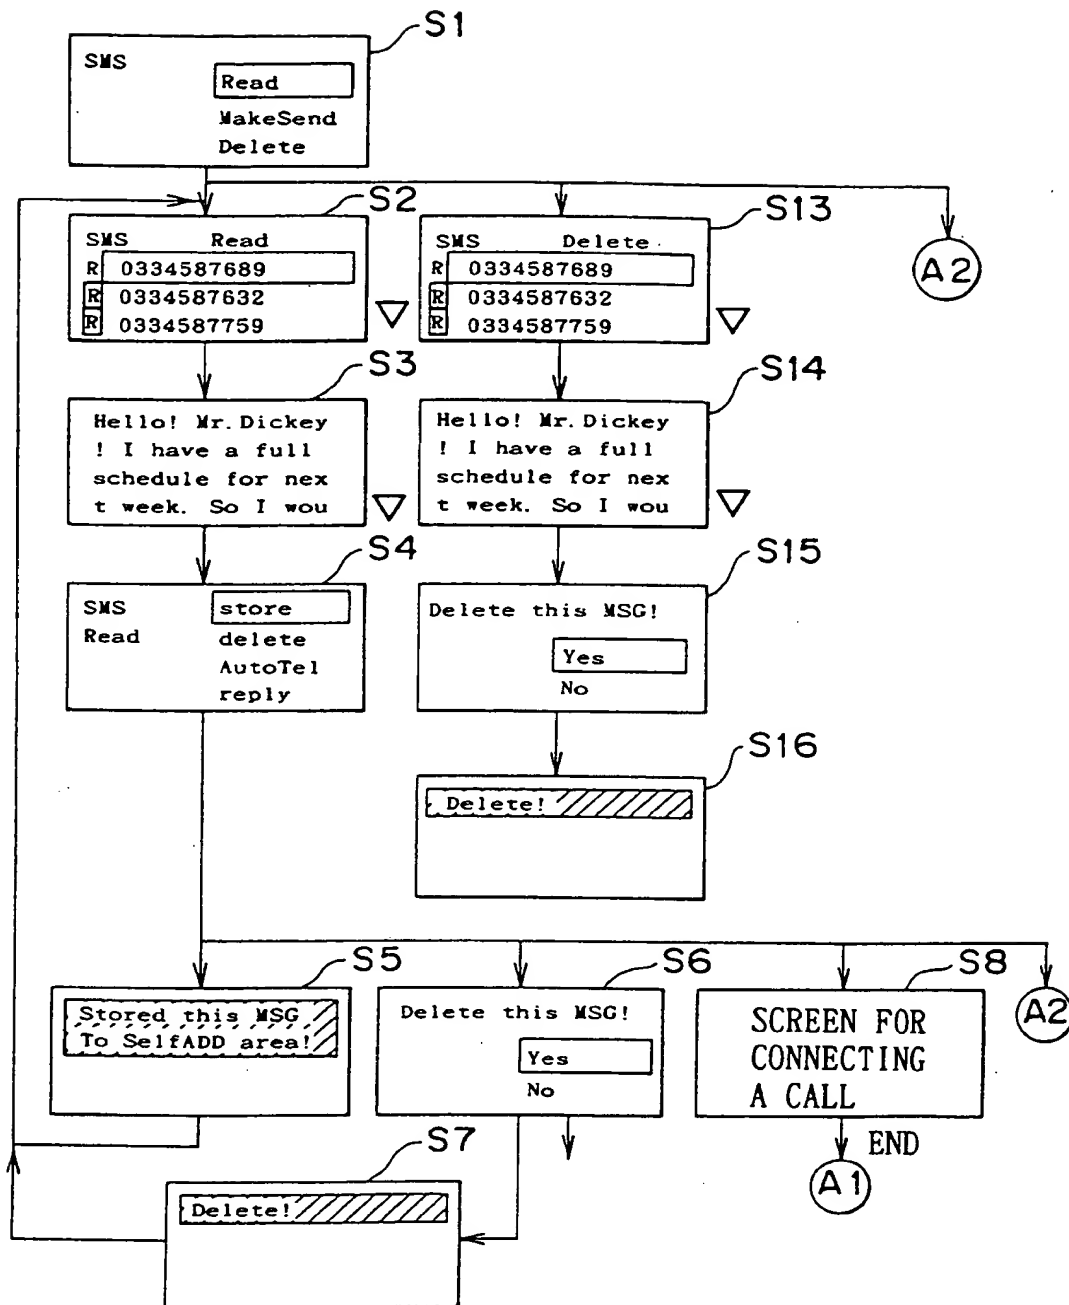 S1
SMS
Read
MakeSend
Delete
S2
SMS Read
R 0334587689
R 0334587632
R 0334587759
S13
SMS Delete
R 0334587689
R 0334587632
R 0334587759
A2
S3
Hello! Mr.Dickey
! I have a full
schedule for nex
t week. So I wou
S14
Hello! Mr.Dickey
! I have a full
schedule for nex
t week. So I wou
S4
SMS store
Read delete
AutoTel
reply
S15
Delete this MSG!
Yes
No
S16
Delete!
S5
Stored this MSG
To SelfADD area!
S6
Delete this MSG!
Yes
No
S8
SCREEN FOR
CONNECTING
A CALL
A2
END
A1
S7
Delete!